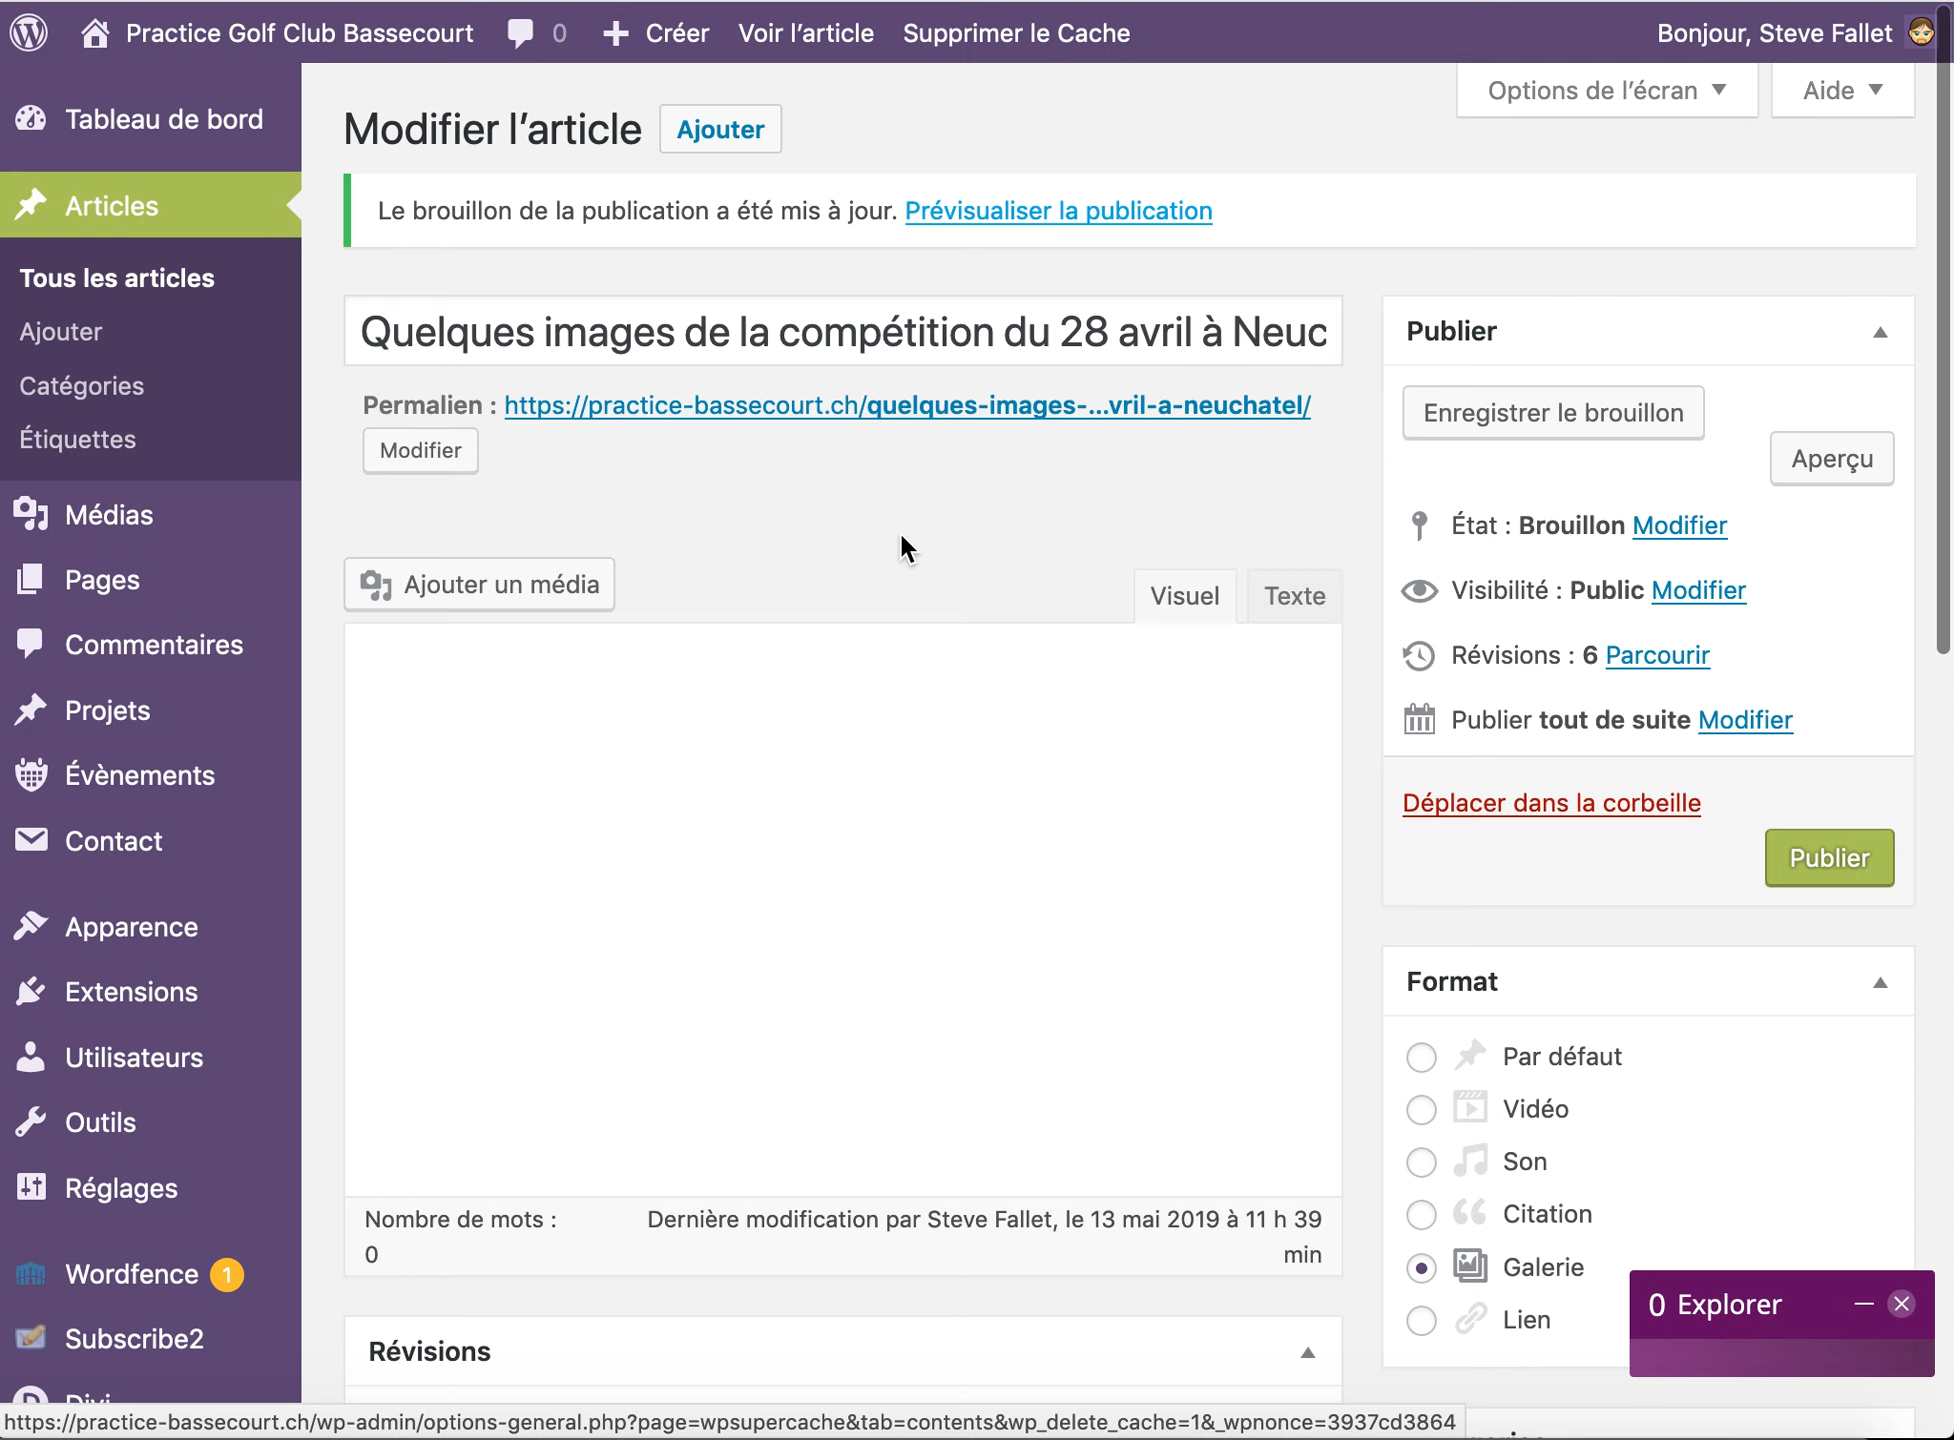 Practice Golf Club Bassecourt 0 Créer Voir l’article Supprimer le Cache Bonjour, Steve Fallet
Options de l’écran Aide
Tableau de bord
Articles
Tous les articles
Ajouter
Catégories
Étiquettes
Médias
Pages
Commentaires
Projets
Évènements
Contact
Apparence
Extensions
Utilisateurs
Outils
Réglages
Wordfence 1
Subscribe2
Modifier l’article Ajouter
Le brouillon de la publication a été mis à jour. Prévisualiser la publication
Quelques images de la compétition du 28 avril à Neuc
Permalien : https://practice-bassecourt.ch/quelques-images-...vril-a-neuchatel/
Modifier
Ajouter un média
Visuel Texte
Nombre de mots :
0
Dernière modification par Steve Fallet, le 13 mai 2019 à 11 h 39
min
Révisions
Publier
Enregistrer le brouillon
Aperçu
État : Brouillon Modifier
Visibilité : Public Modifier
Révisions : 6 Parcourir
Publier tout de suite Modifier
Déplacer dans la corbeille
Publier
Format
Par défaut
Vidéo
Son
Citation
Galerie
Lien
0 Explorer
https://practice-bassecourt.ch/wp-admin/options-general.php?page=wpsupercache&tab=contents&wp_delete_cache=1&_wpnonce=3937cd3864